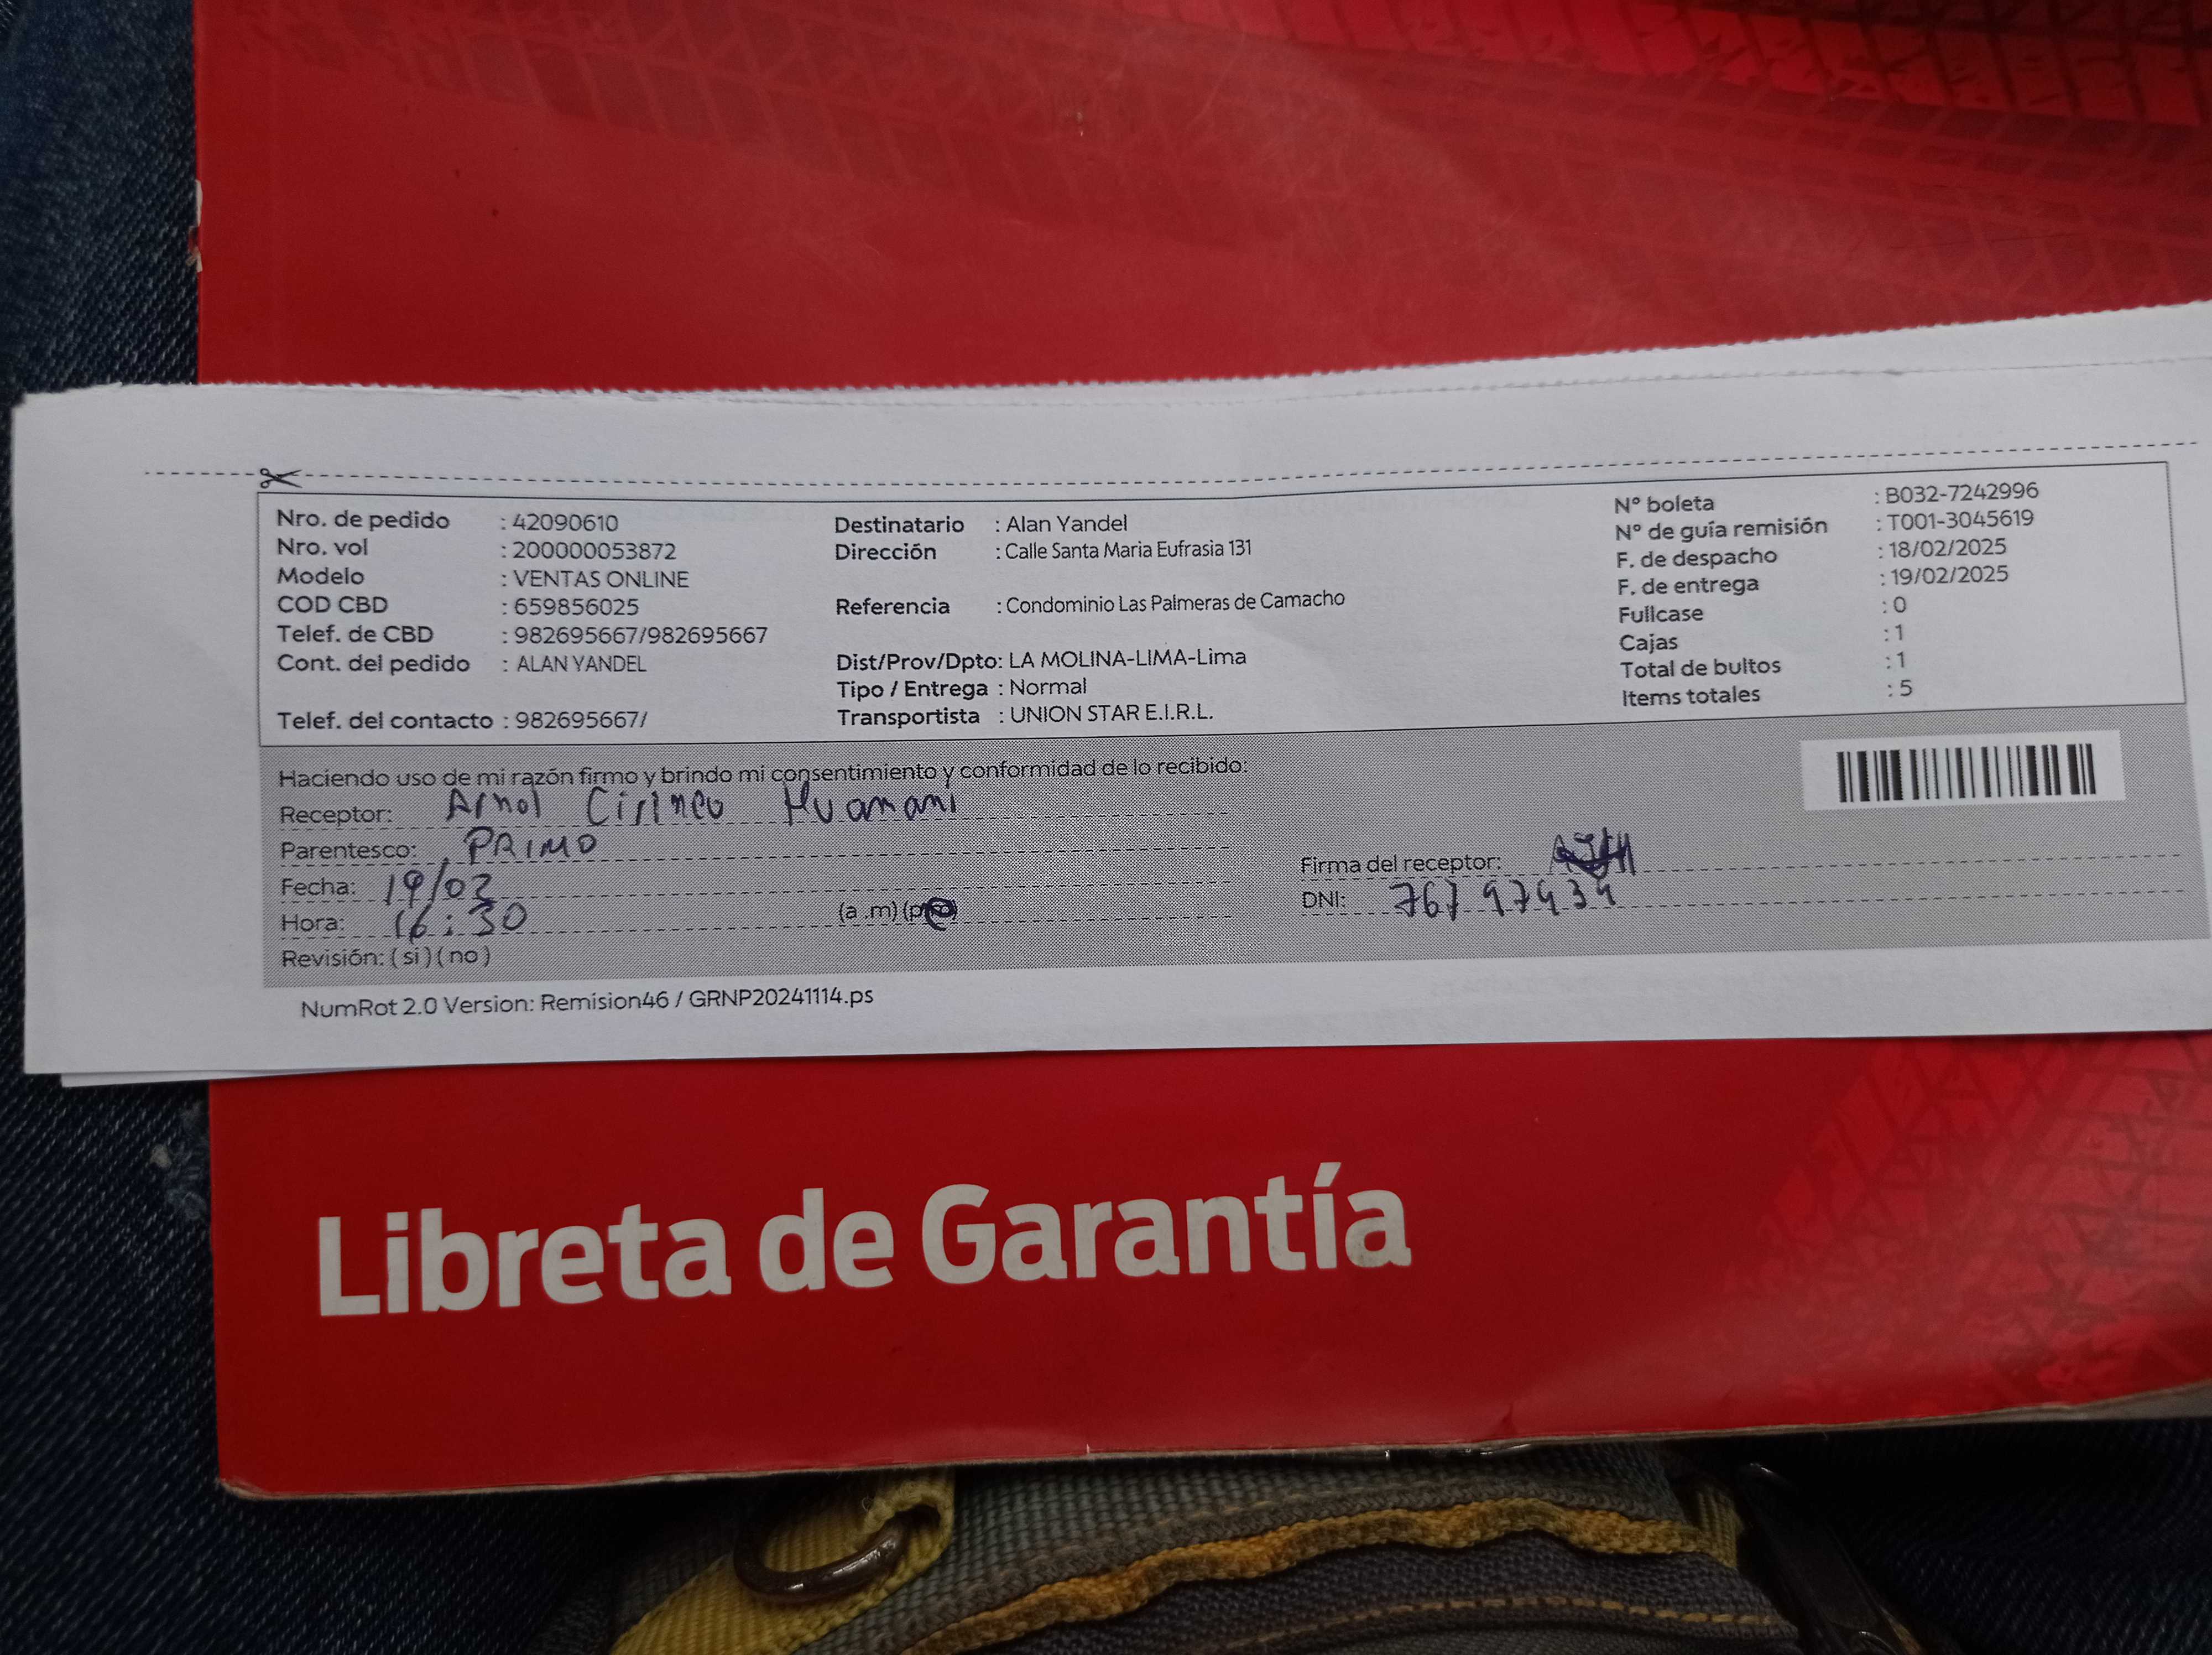 Nro. de pedido : 42090610
Nro. vol : 200000053872
Modelo : VENTAS ONLINE
COD CBD : 659856025
Telef. de CBD : 982695667/982695667
Cont. del pedido : ALAN YANDEL
Telef. del contacto : 982695667/
Destinatario : Alan Yandel
Dirección : Calle Santa Maria Eufrasia 131
Referencia : Condominio Las Palmeras de Camacho
Dist/Prov/Dpto: LA MOLINA-LIMA-Lima
Tipo / Entrega : Normal
Transportista : UNION STAR E.I.R.L.
N° boleta : B032-7242996
N° de guía remisión : T001-3045619
F. de despacho : 18/02/2025
F. de entrega : 19/02/2025
Fullcase : 0
Cajas : 1
Total de bultos : 1
Items totales : 5
Haciendo uso de mi razón firmo y brindo mi consentimiento y conformidad de lo recibido:
Receptor: Arnol Cirineo Huamani
Parentesco: PRIMO
Fecha: 19/02
Hora: 16:30 (a .m) (p
Revisión: ( si ) ( no )
Firma del receptor:
DNI: 76797434
NumRot 2.0 Version: Remision46 / GRNP20241114.ps
Libreta de Garantía